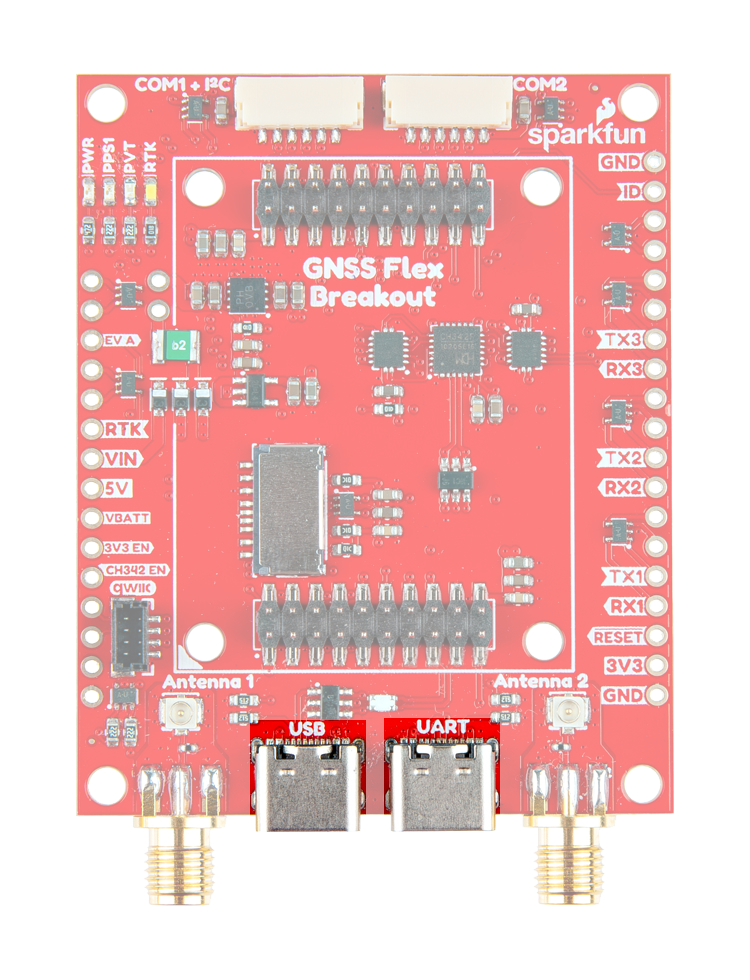 COM1 + I²C
COM2
sparkfun
PWR
PPS1
PVT
RTK
GND
ID
GNSS Flex
Breakout
EV A
b2
TX3
RX3
RTK
VIN
5V
VBATT
3V3 EN
CH342 EN
qwiic
TX2
RX2
TX1
RX1
RESET
3V3
GND
Antenna 1
Antenna 2
USB
UART